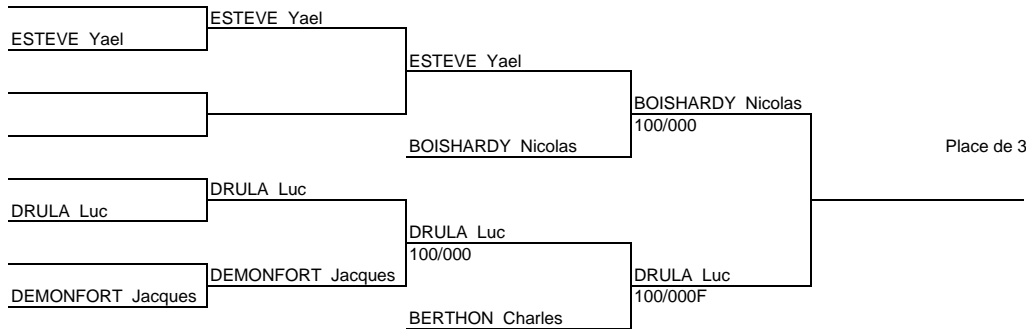 ESTEVE Yael
ESTEVE Yael
ESTEVE Yael
BOISHARDY Nicolas
100/000
BOISHARDY Nicolas
Place de 3
DRULA Luc
DRULA Luc
DRULA Luc
100/000
DEMONFORT Jacques
DRULA Luc
100/000F
DEMONFORT Jacques
BERTHON Charles